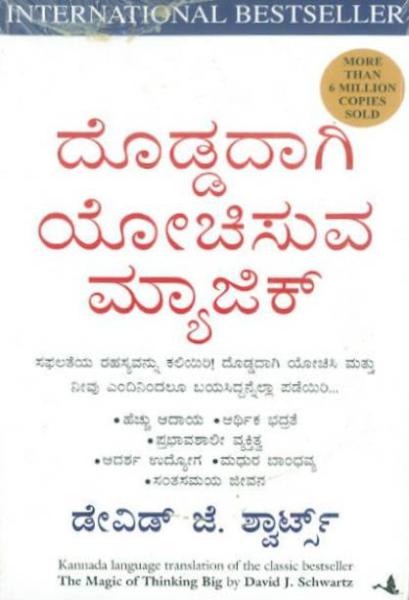 INTERNATIONAL BESTSELLER
MORE
THAN
6 MILLION
COPIES
SOLD
ದೊಡ್ಡದಾಗಿ
ಯೋಚಿಸುವ
ಮ್ಯಾಜಿಕ್
ಸಫಲತೆಯ ರಹಸ್ಯವನ್ನು ಕಲಿಯಿರಿ! ದೊಡ್ಡದಾಗಿ ಯೋಚಿಸಿ ಮತ್ತು
ನೀವು ಎಂದಿನಿಂದಲೂ ಬಯಸಿದ್ದನ್ನೆಲ್ಲಾ ಪಡೆಯಿರಿ...
•ಹೆಚ್ಚು ಆದಾಯ •ಆರ್ಥಿಕ ಭದ್ರತೆ
•ಪ್ರಭಾವಶಾಲೀ ವ್ಯಕ್ತಿತ್ವ
•ಆದರ್ಶ ಉದ್ಯೋಗ •ಮಧುರ ಬಾಂಧವ್ಯ
•ಸಂತಸಮಯ ಜೀವನ
ಡೇವಿಡ್ ಜೆ. ಶ್ವಾರ್ಟ್ಸ್
Kannada language translation of the classic bestseller
The Magic of Thinking Big by David J. Schwartz